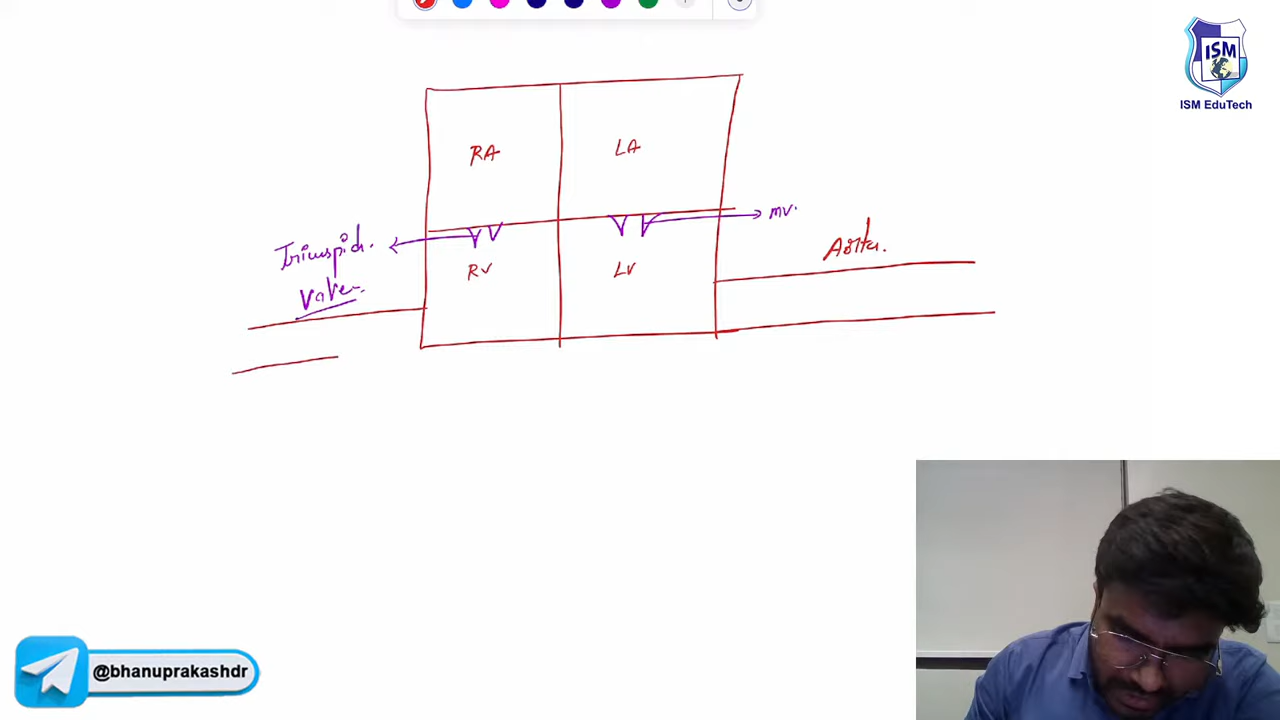 ISM
ISM EduTech
RA
LA
mv.
Tricuspid.
Valve.
RV
LV
Aorta.
@bhanuprakashdr